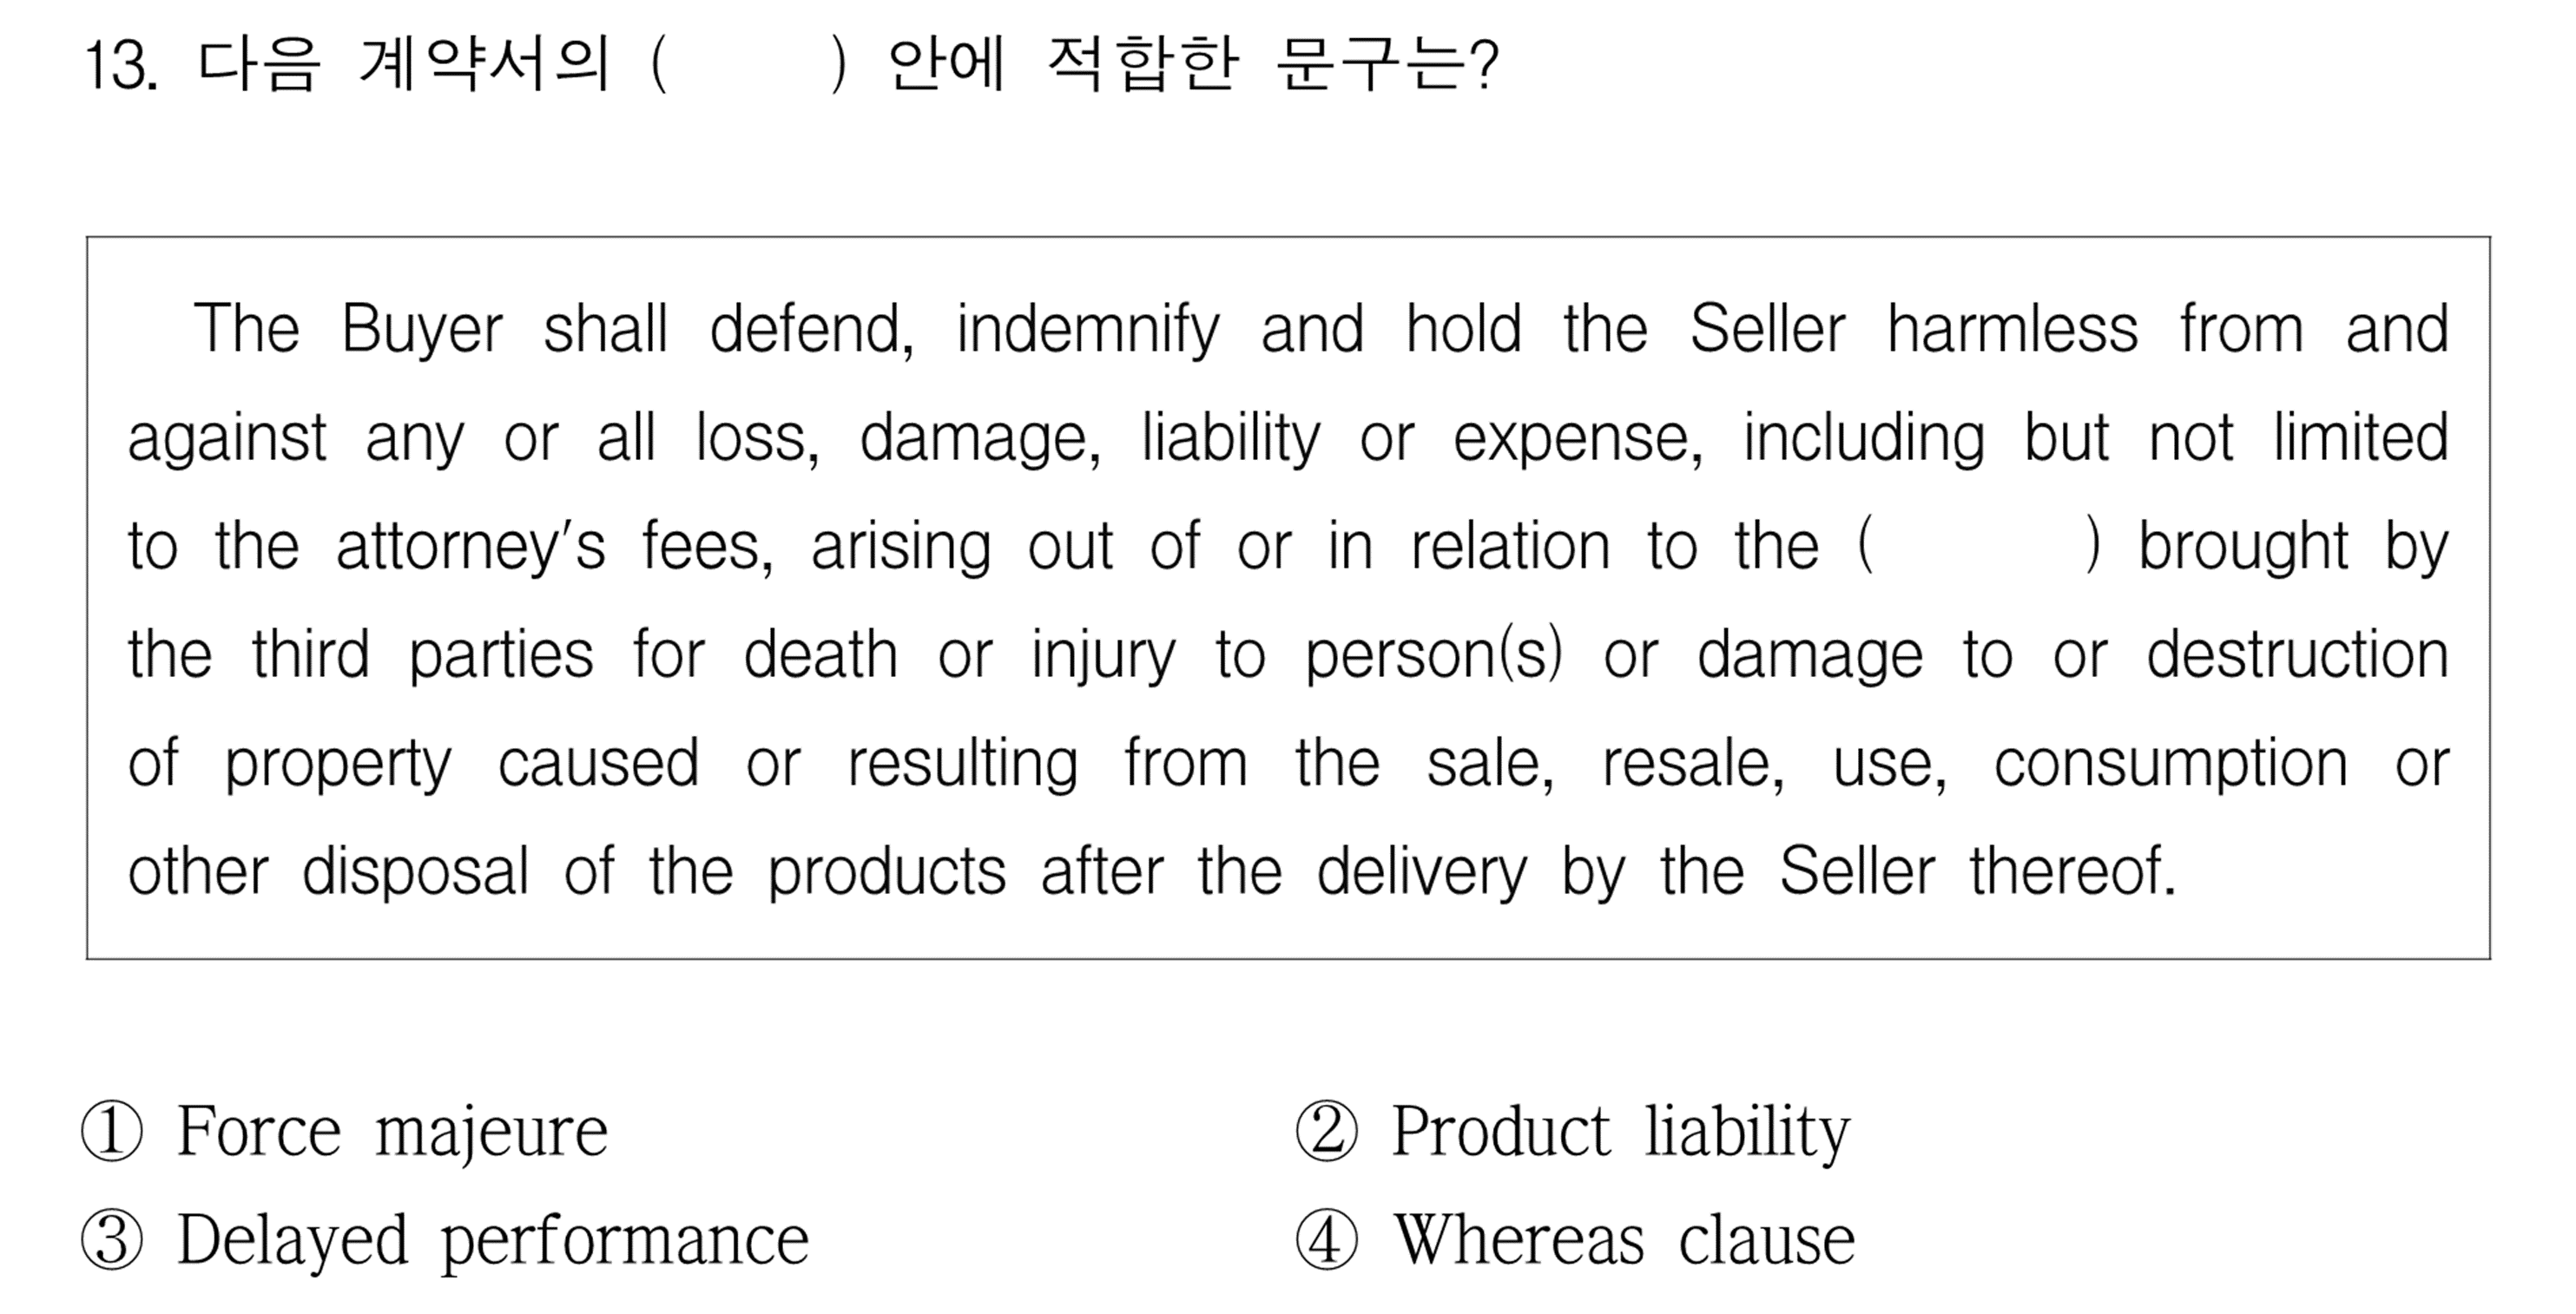 13. 다음 계약서의 (      ) 안에 적합한 문구는?
The Buyer shall defend, indemnify and hold the Seller harmless from and
against any or all loss, damage, liability or expense, including but not limited
to the attorney's fees, arising out of or in relation to the (      ) brought by
the third parties for death or injury to person(s) or damage to or destruction
of property caused or resulting from the sale, resale, use, consumption or
other disposal of the products after the delivery by the Seller thereof.
① Force majeure ② Product liability
③ Delayed performance ④ Whereas clause